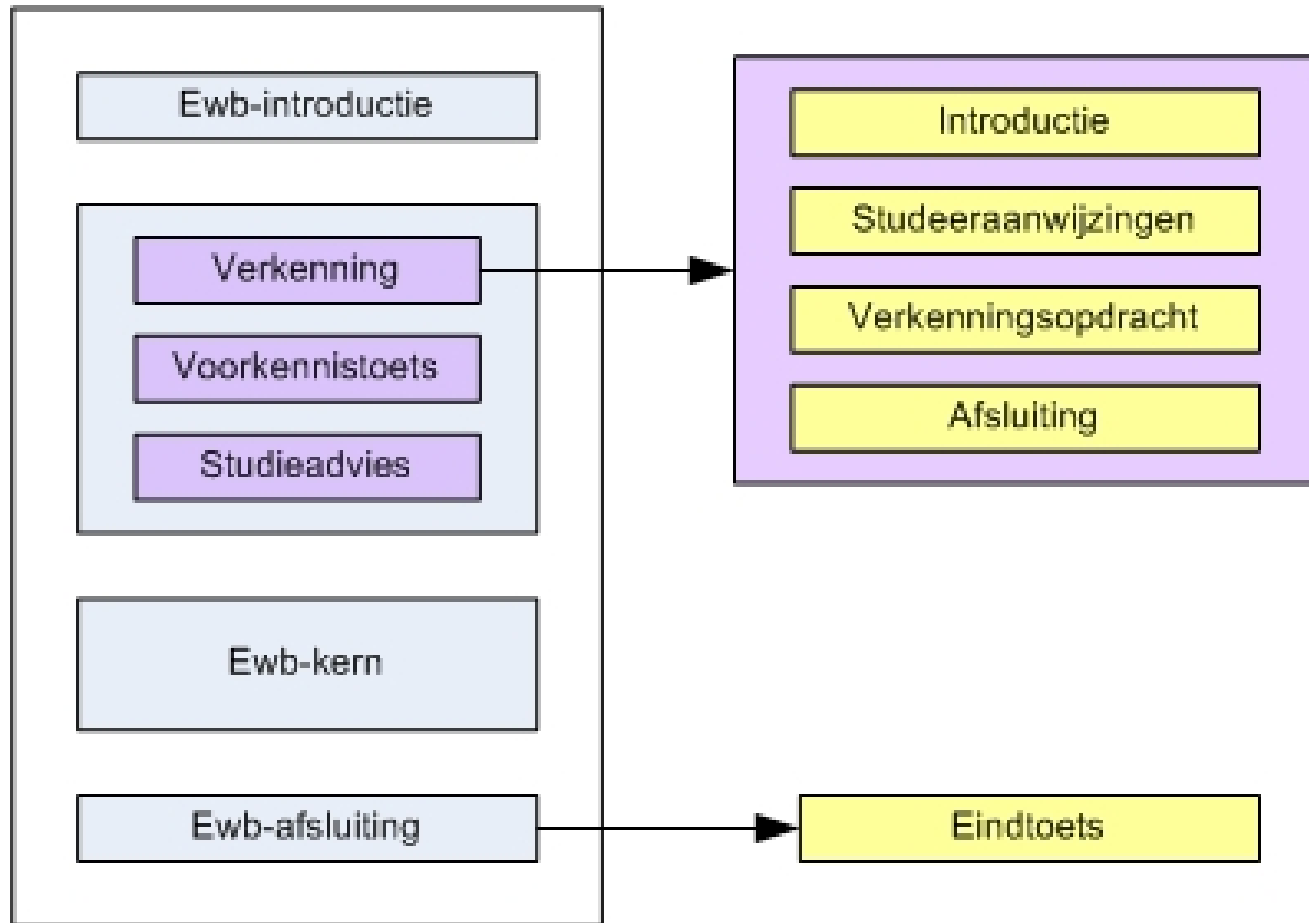 Ewb-introductie
Verkenning
Voorkennistoets
Studieadvies
Ewb-kern
Ewb-afsluiting
Introductie
Studeeraanwijzingen
Verkenningsopdracht
Afsluiting
Eindtoets